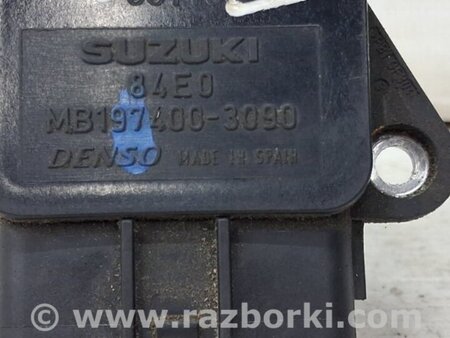 SUZUKI
84E0
MB197400-3090
DENSO MADE IN SPAIN
© www.razborki.com